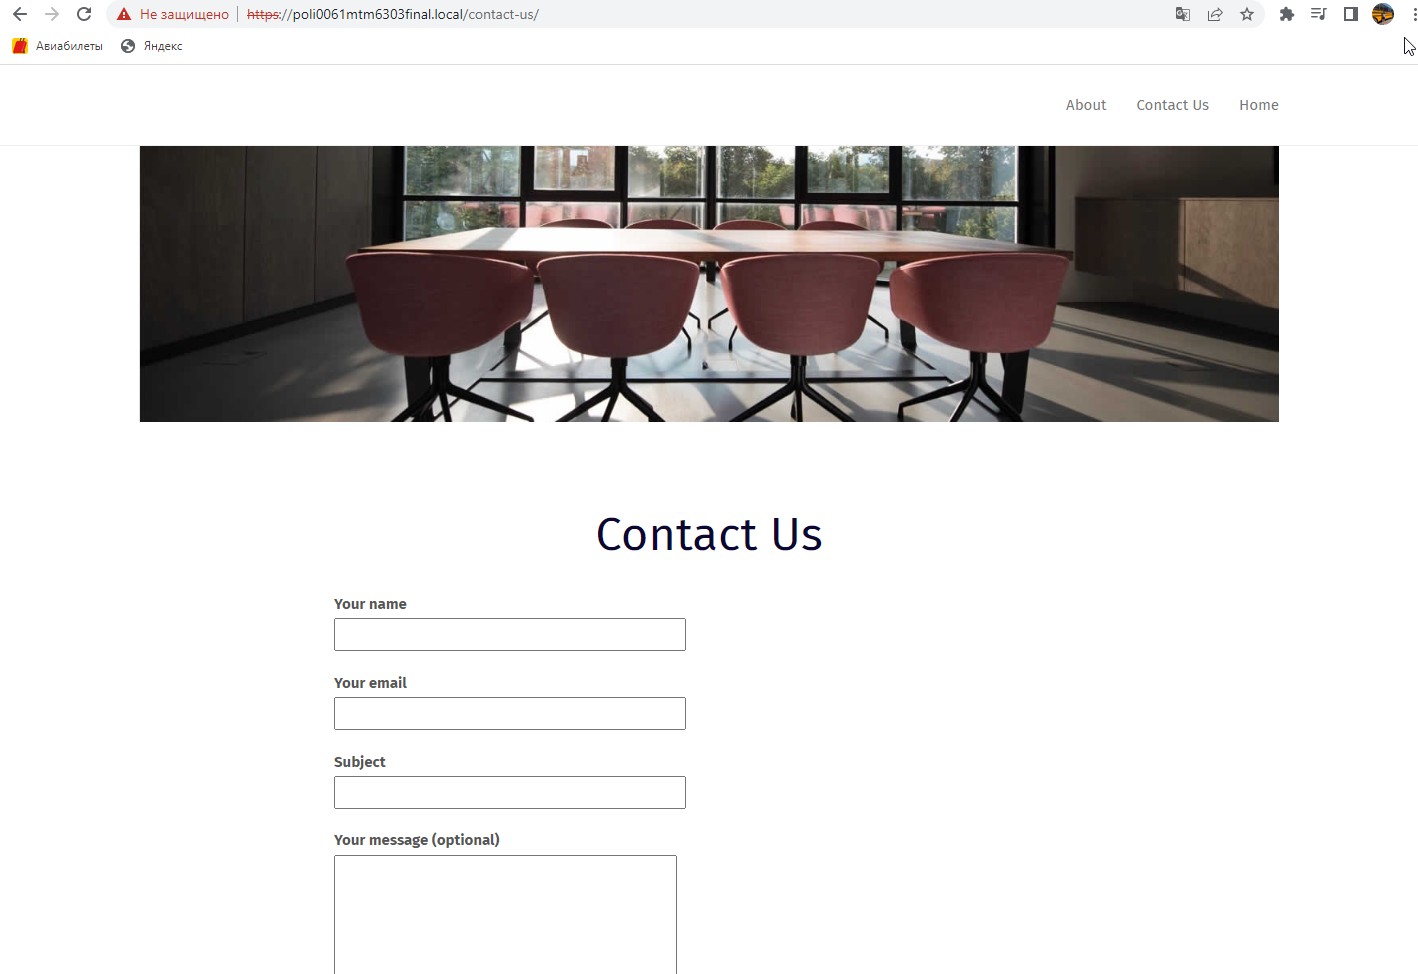 Не защищено https://poli0061mtm6303final.local/contact-us/
Авиабилеты Яндекс
About Contact Us Home
Contact Us
Your name
Your email
Subject
Your message (optional)